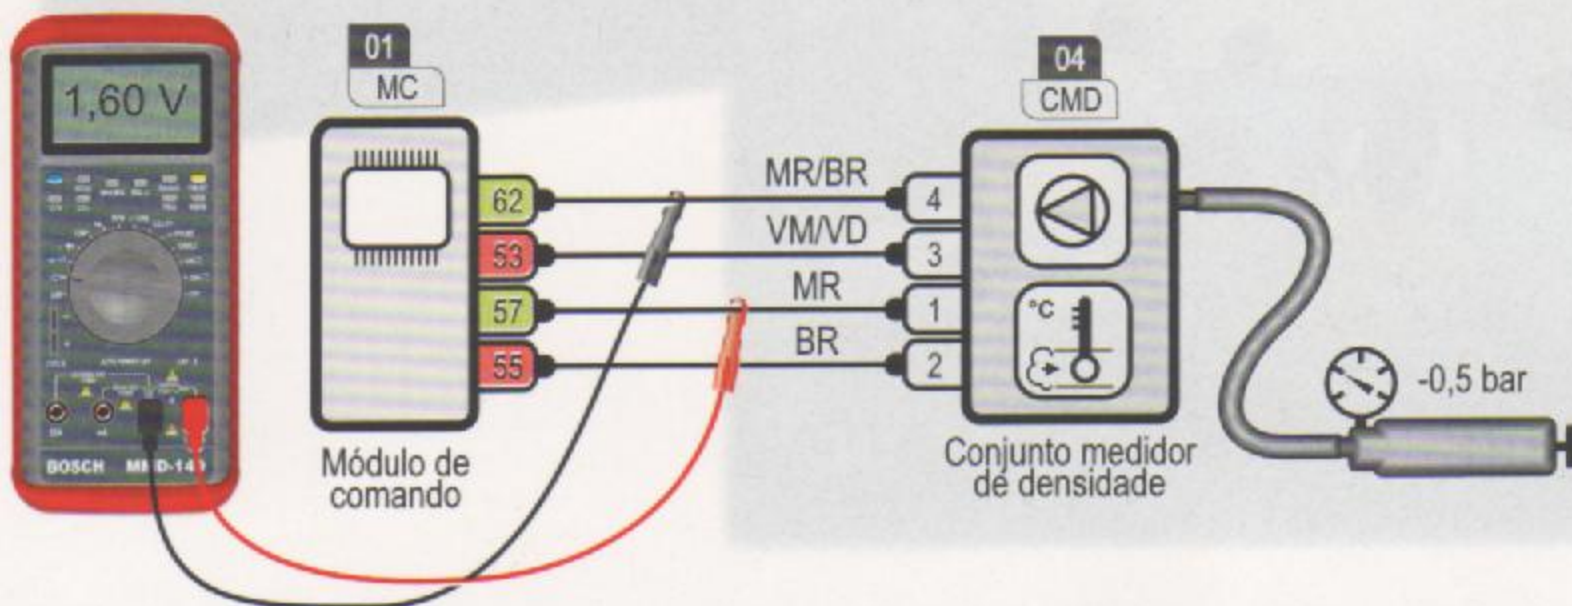 1,60 V
01
MC
04
CMD
62
53
57
55
MR/BR
VM/VD
MR
BR
4
3
1
2
°C
-0,5 bar
Módulo de
comando
Conjunto medidor
de densidade
BOSCH